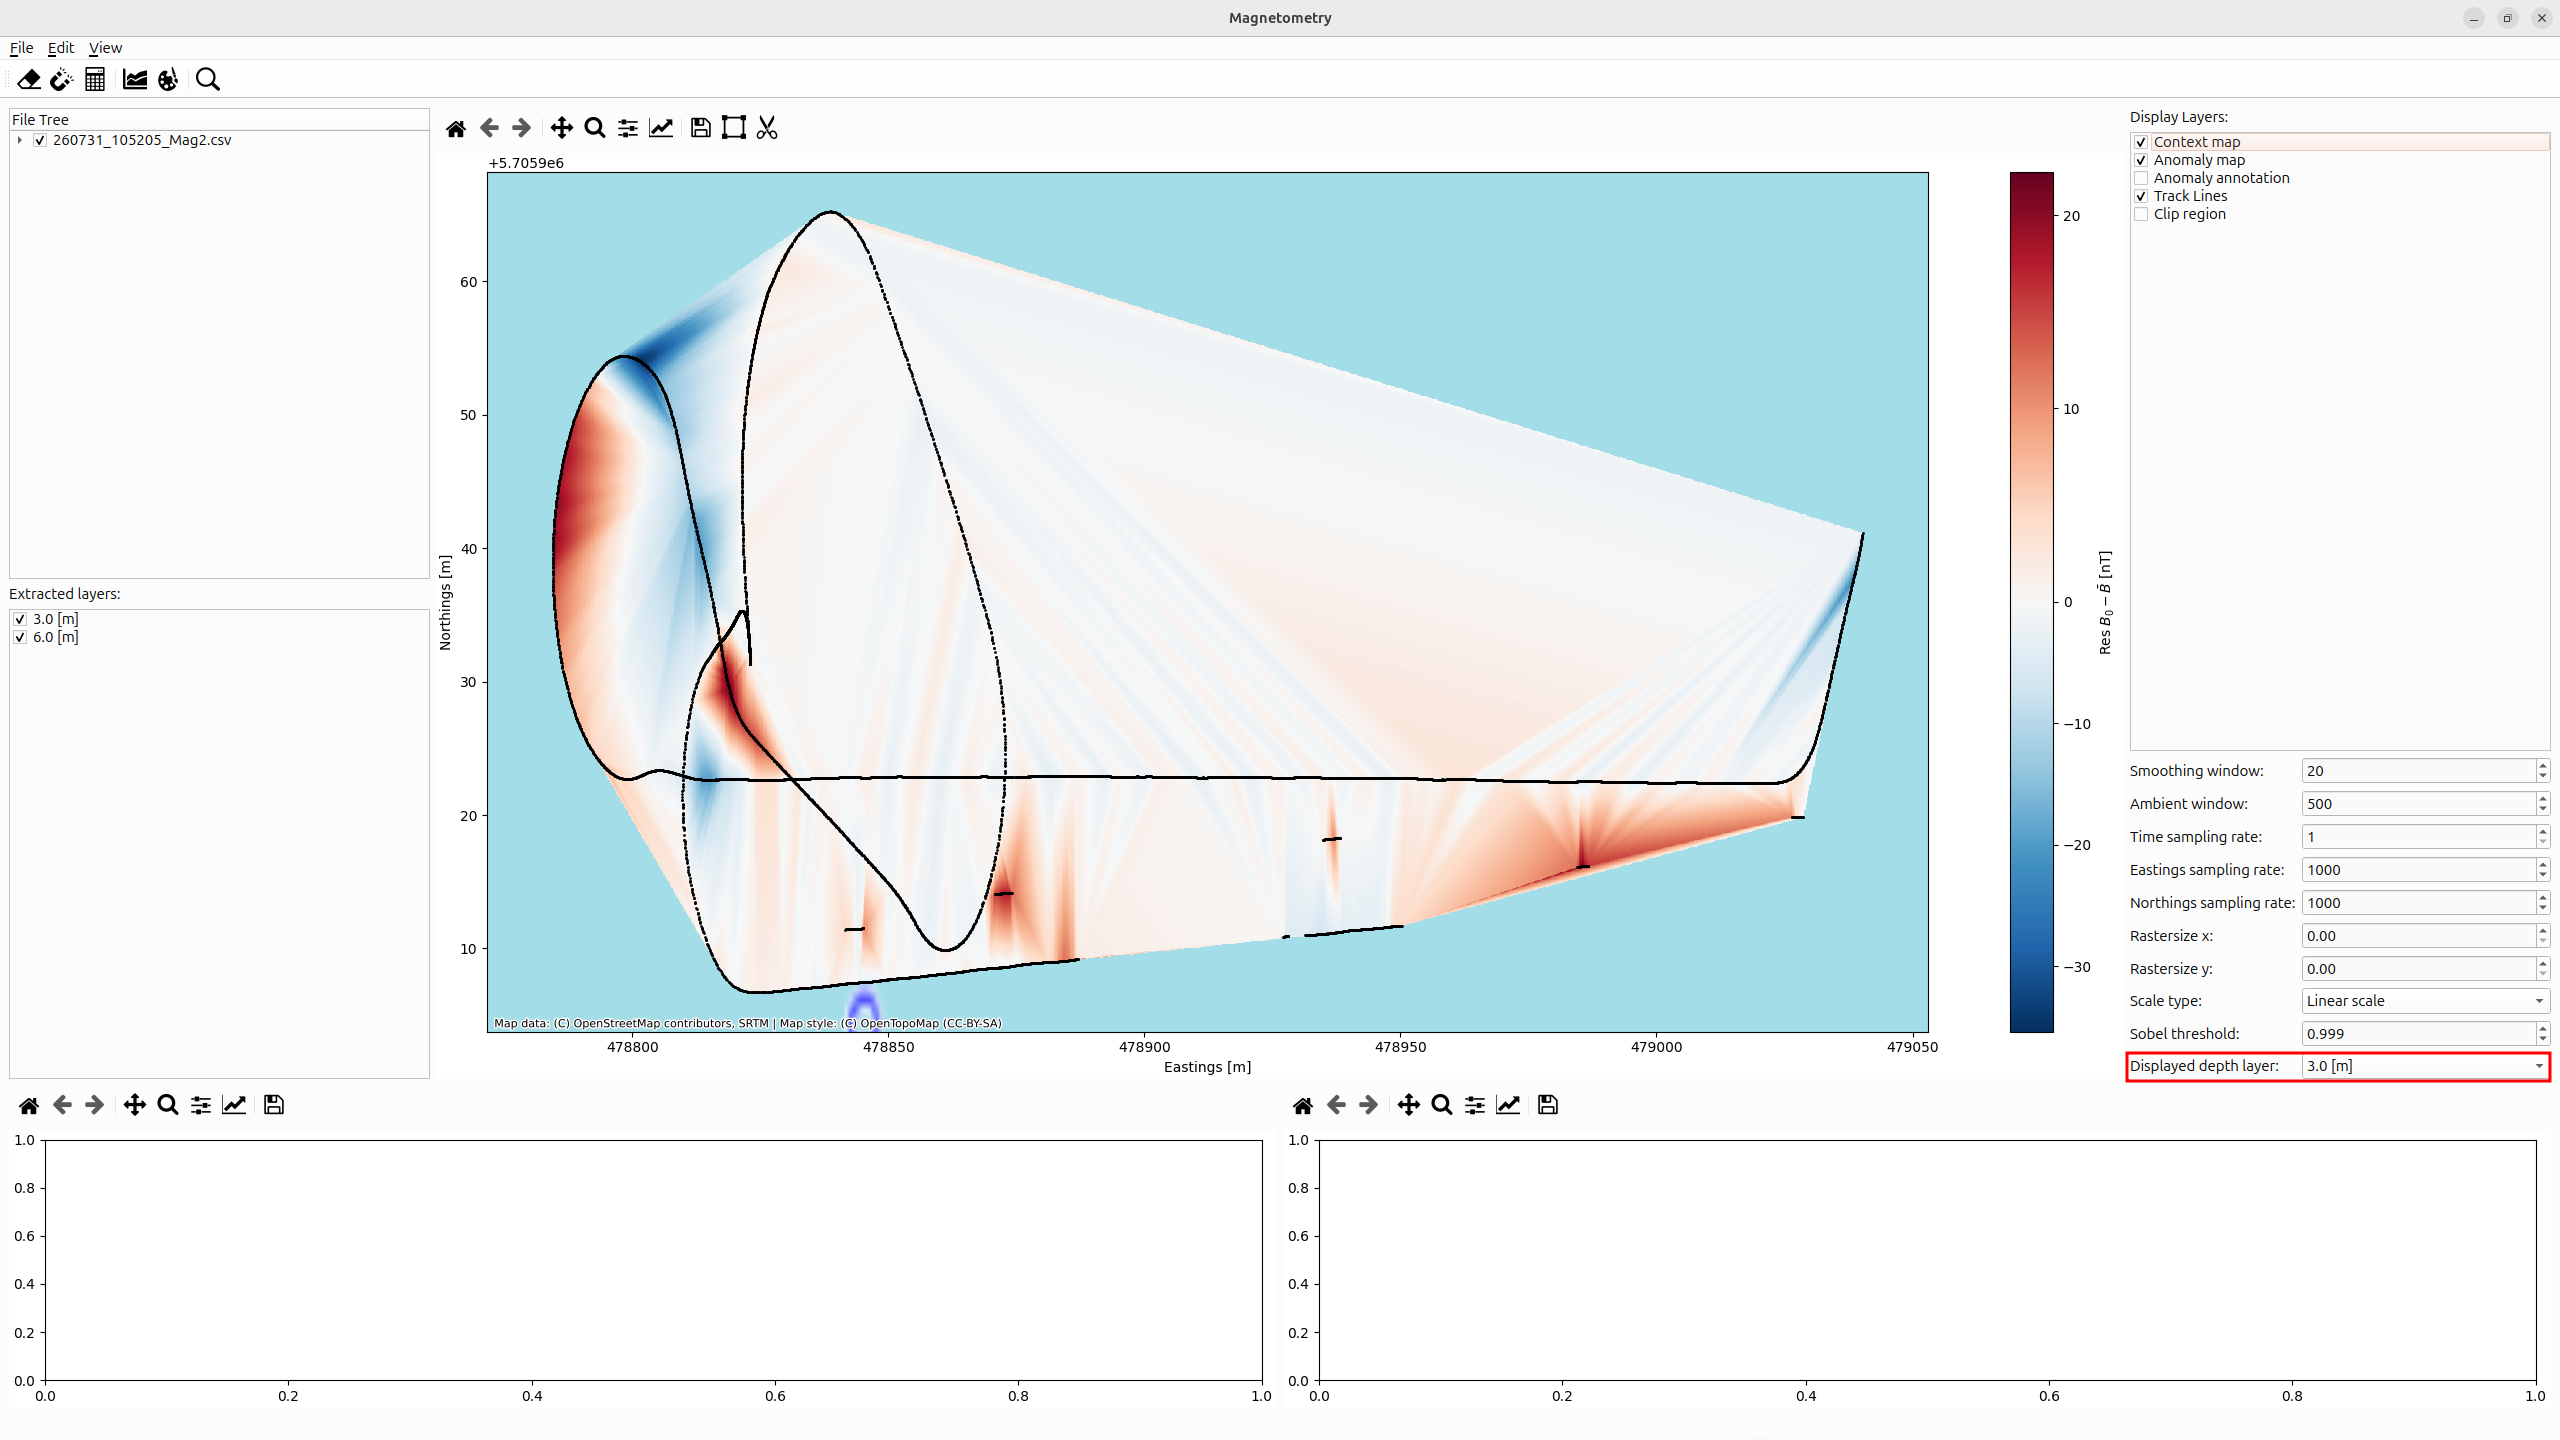 Magnetometry
File Edit View
File Tree
260731_105205_Mag2.csv
Extracted layers:
3.0 [m]
6.0 [m]
+5.7059e6
60
50
40
30
20
10
Northings [m]
Map data: (C) OpenStreetMap contributors, SRTM | Map style: (C) OpenTopoMap (CC-BY-SA)
478800 478850 478900 478950 479000 479050
Eastings [m]
20
10
0
−10
−20
−30
Res B₀ − B̄ [nT]
Display Layers:
Context map
Anomaly map
Anomaly annotation
Track Lines
Clip region
Smoothing window: 20
Ambient window: 500
Time sampling rate: 1
Eastings sampling rate: 1000
Northings sampling rate: 1000
Rastersize x: 0.00
Rastersize y: 0.00
Scale type: Linear scale
Sobel threshold: 0.999
Displayed depth layer: 3.0 [m]
1.0
0.8
0.6
0.4
0.2
0.0
0.0 0.2 0.4 0.6 0.8 1.0
1.0
0.8
0.6
0.4
0.2
0.0
0.0 0.2 0.4 0.6 0.8 1.0